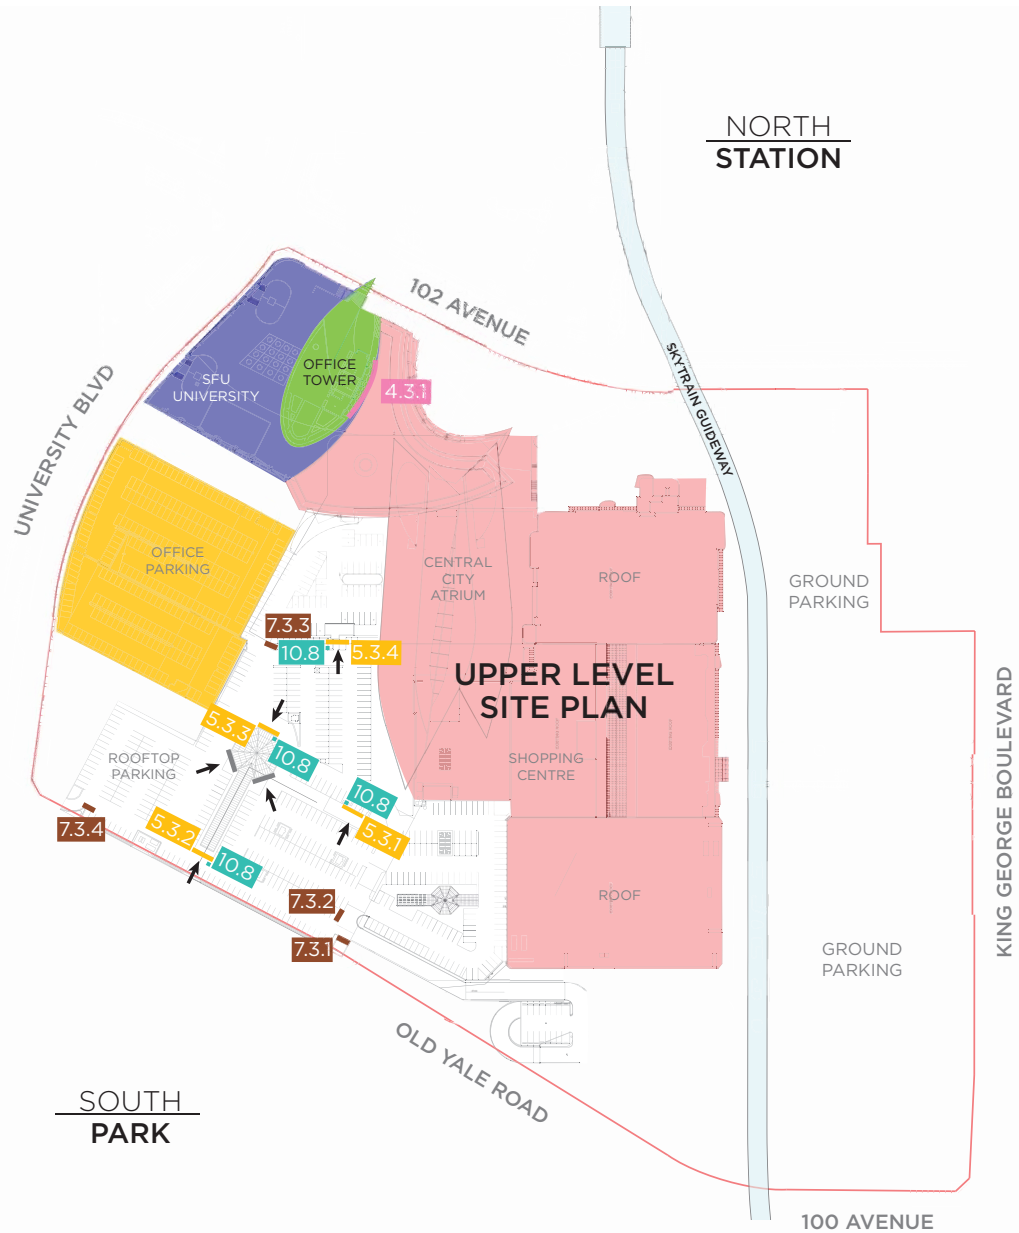 NORTH
STATION
102 AVENUE
UNIVERSITY BLVD
SKYTRAIN GUIDEWAY
OFFICE
TOWER
SFU
UNIVERSITY
4.3.1
OFFICE
PARKING
CENTRAL
CITY
ATRIUM
ROOF
GROUND
PARKING
7.3.3
10.8
5.3.4
UPPER LEVEL
SITE PLAN
KING GEORGE BOULEVARD
5.3.3
10.8
ROOFTOP
PARKING
SHOPPING
CENTRE
10.8
5.3.1
7.3.4
5.3.2
10.8
7.3.2
ROOF
7.3.1
GROUND
PARKING
OLD YALE ROAD
SOUTH
PARK
100 AVENUE